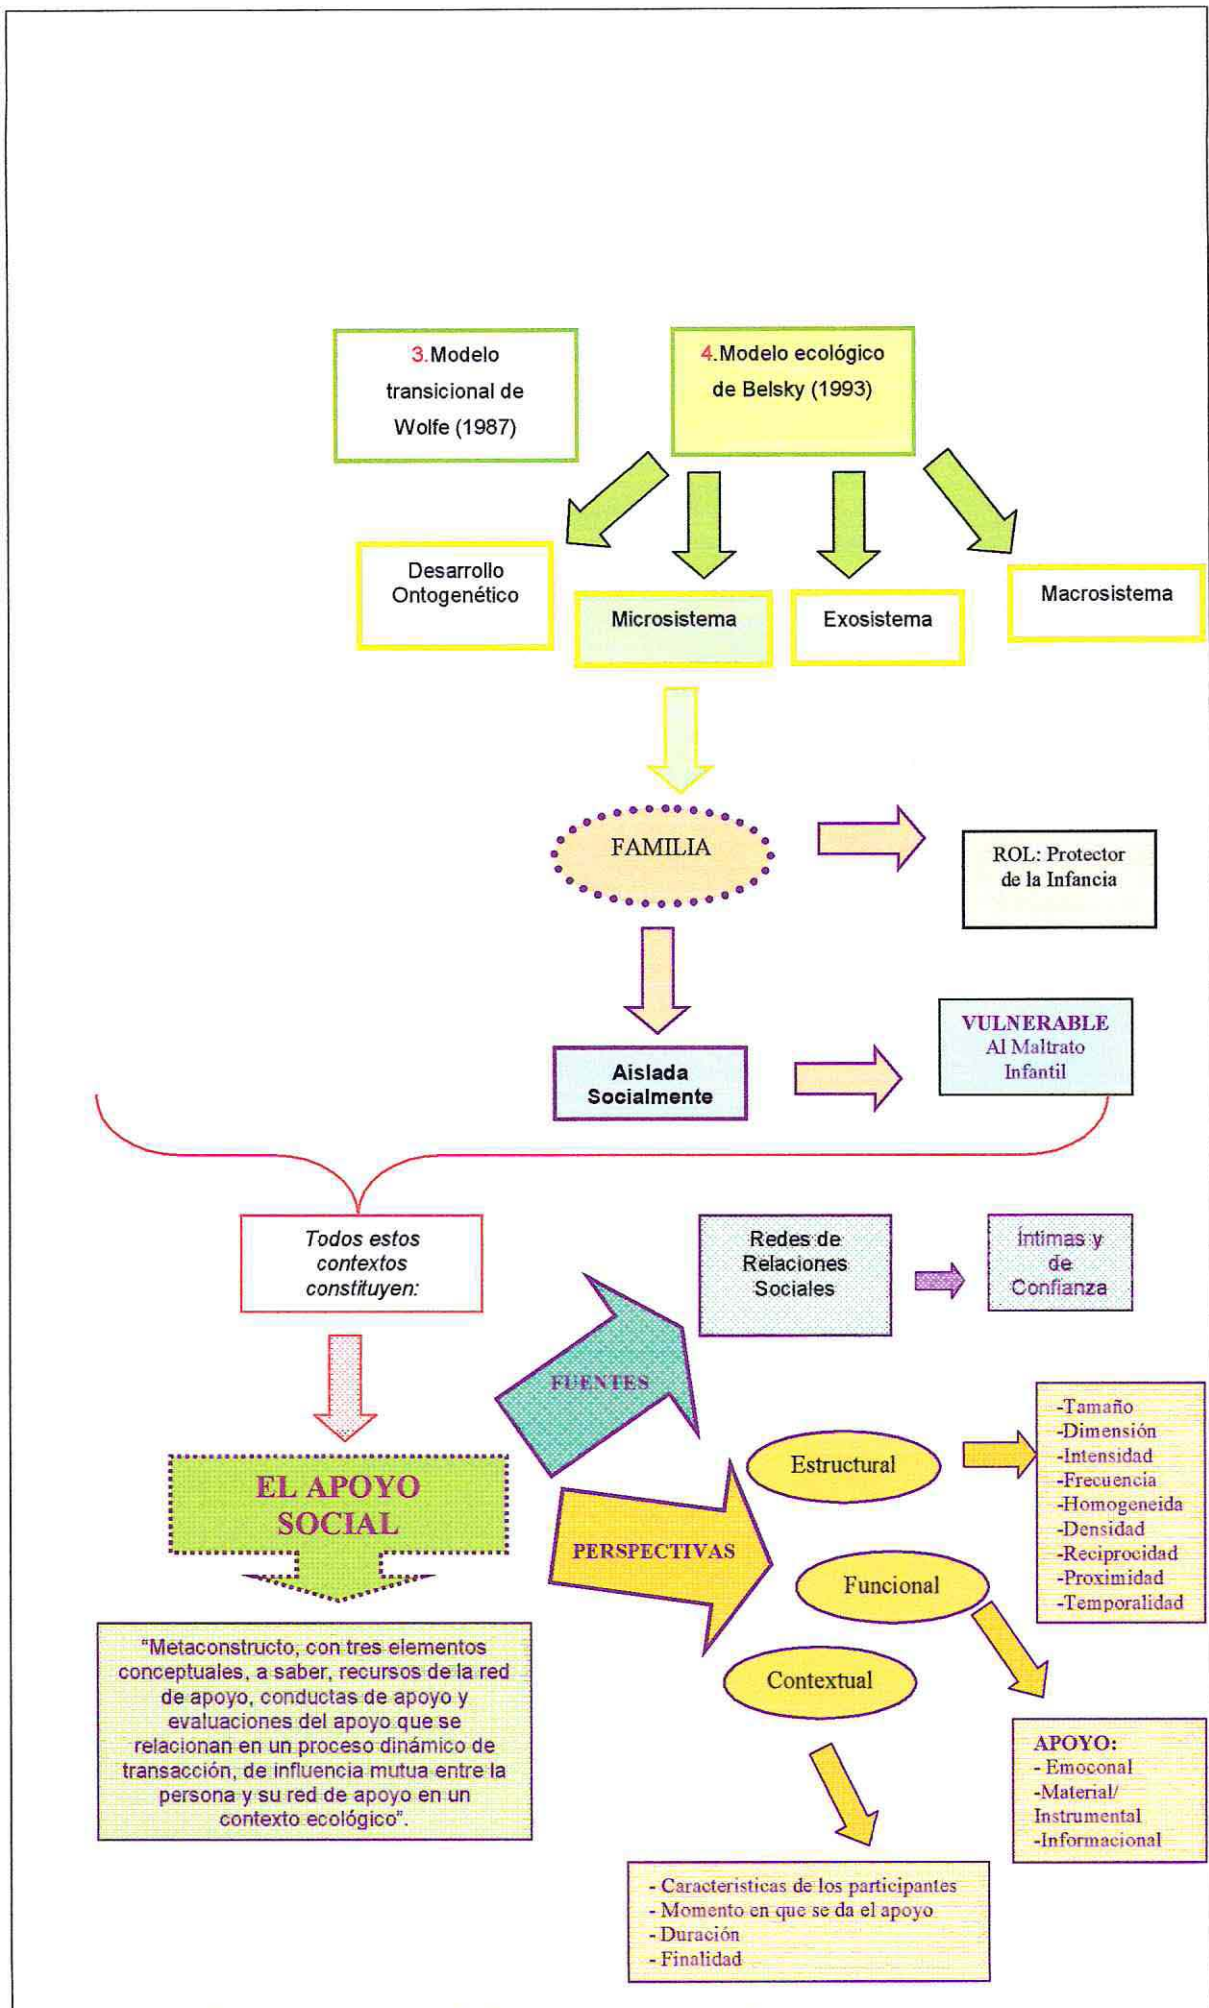 3.Modelo
transicional de
Wolfe (1987)
4.Modelo ecológico
de Belsky (1993)
Desarrollo
Ontogenético
Microsistema
Exosistema
Macrosistema
FAMILIA
ROL: Protector
de la Infancia
Aislada
Socialmente
VULNERABLE
Al Maltrato
Infantil
Todos estos
contextos
constituyen:
Redes de
Relaciones
Sociales
Íntimas y
de
Confianza
FUENTES
EL APOYO
SOCIAL
PERSPECTIVAS
Estructural
-Tamaño
-Dimensión
-Intensidad
-Frecuencia
-Homogeneida
-Densidad
-Reciprocidad
-Proximidad
-Temporalidad
Funcional
Contextual
"Metaconstructo, con tres elementos
conceptuales, a saber, recursos de la red
de apoyo, conductas de apoyo y
evaluaciones del apoyo que se
relacionan en un proceso dinámico de
transacción, de influencia mutua entre la
persona y su red de apoyo en un
contexto ecológico".
APOYO:
- Emoconal
-Material/
Instrumental
-Informacional
- Características de los participantes
- Momento en que se da el apoyo
- Duración
- Finalidad